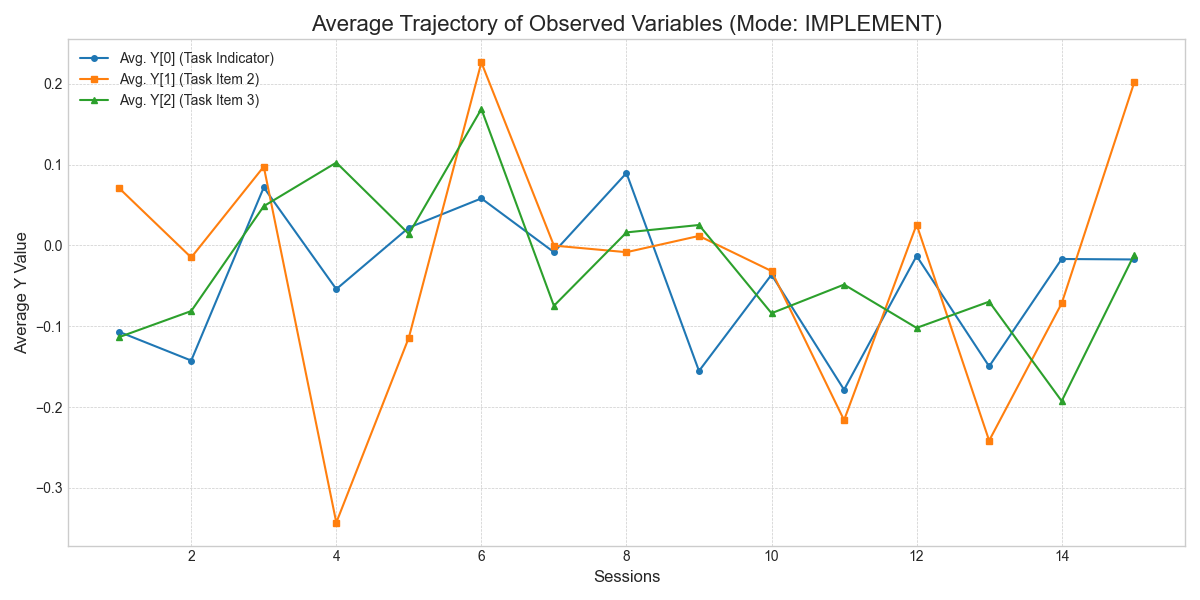 Average Trajectory of Observed Variables (Mode: IMPLEMENT)
Avg. Y[0] (Task Indicator)
Avg. Y[1] (Task Item 2)
Avg. Y[2] (Task Item 3)
Average Y Value
0.2
0.1
0.0
−0.1
−0.2
−0.3
2 4 6 8 10 12 14
Sessions